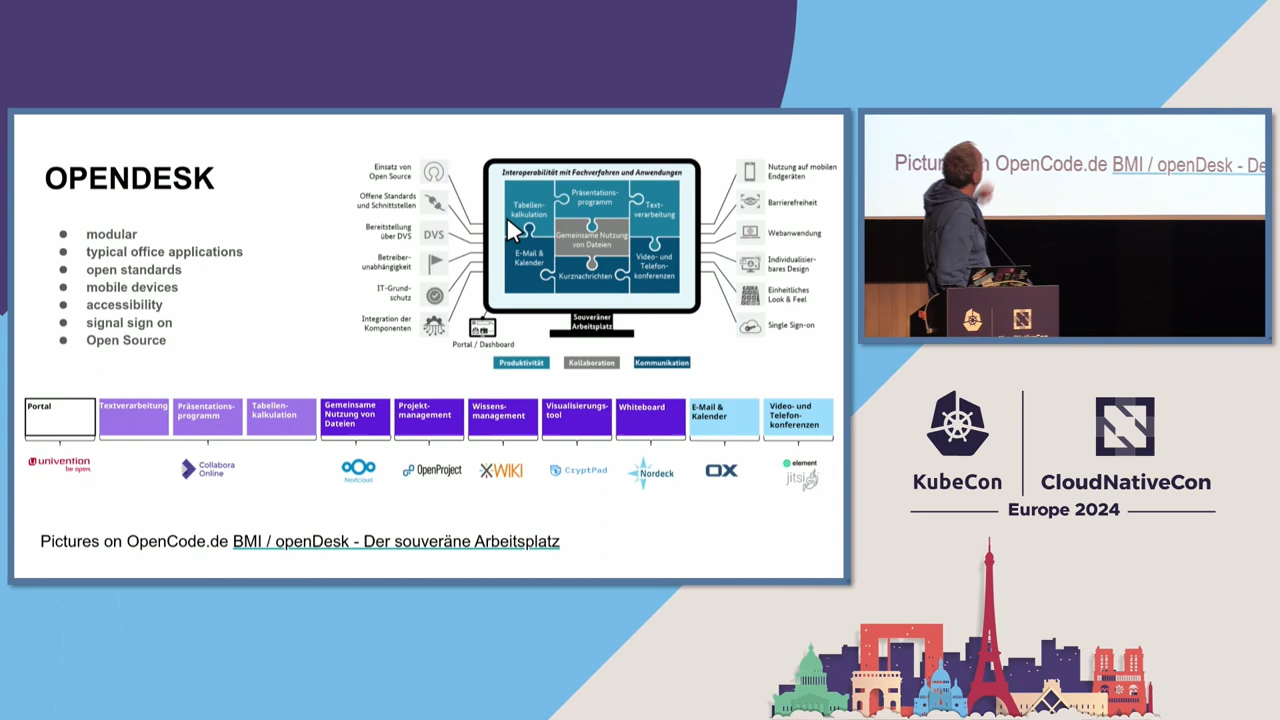 OPENDESK
modular
typical office applications
open standards
mobile devices
accessibility
signal sign on
Open Source
Einsatz von
Open Source
Offene Standards
und Schnittstellen
Bereitstellung
über DVS
Betreiber-
unabhängigkeit
IT-Grund-
schutz
Integration der
Komponenten
DVS
Portal / Dashboard
Interoperabilität mit Fachverfahren und Anwendungen
Tabellen-
kalkulation
Präsentations-
programm
Text-
verarbeitung
Gemeinsame Nutzung
von Dateien
E-Mail &
Kalender
Kurznachrichten
Video- und
Telefon-
konferenzen
Souveräner
Arbeitsplatz
Produktivität
Kollaboration
Kommunikation
Nutzung auf mobilen
Endgeräten
Barrierefreiheit
Webanwendung
Individualisier-
bares Design
Einheitliches
Look & Feel
Single Sign-on
Portal
Textverarbeitung
Präsentations-
programm
Tabellen-
kalkulation
Gemeinsame
Nutzung von
Dateien
Projekt-
management
Wissens-
management
Visualisierungs-
tool
Whiteboard
E-Mail &
Kalender
Video- und
Telefon-
konferenzen
univention
be open.
Collabora
Online
Nextcloud
OpenProject
XWIKI
CryptPad
Nordeck
OX
element
jitsi
Pictures on OpenCode.de BMI / openDesk - Der souveräne Arbeitsplatz
OpenCode.de BMI / openDesk - De
KubeCon
CloudNativeCon
Europe 2024